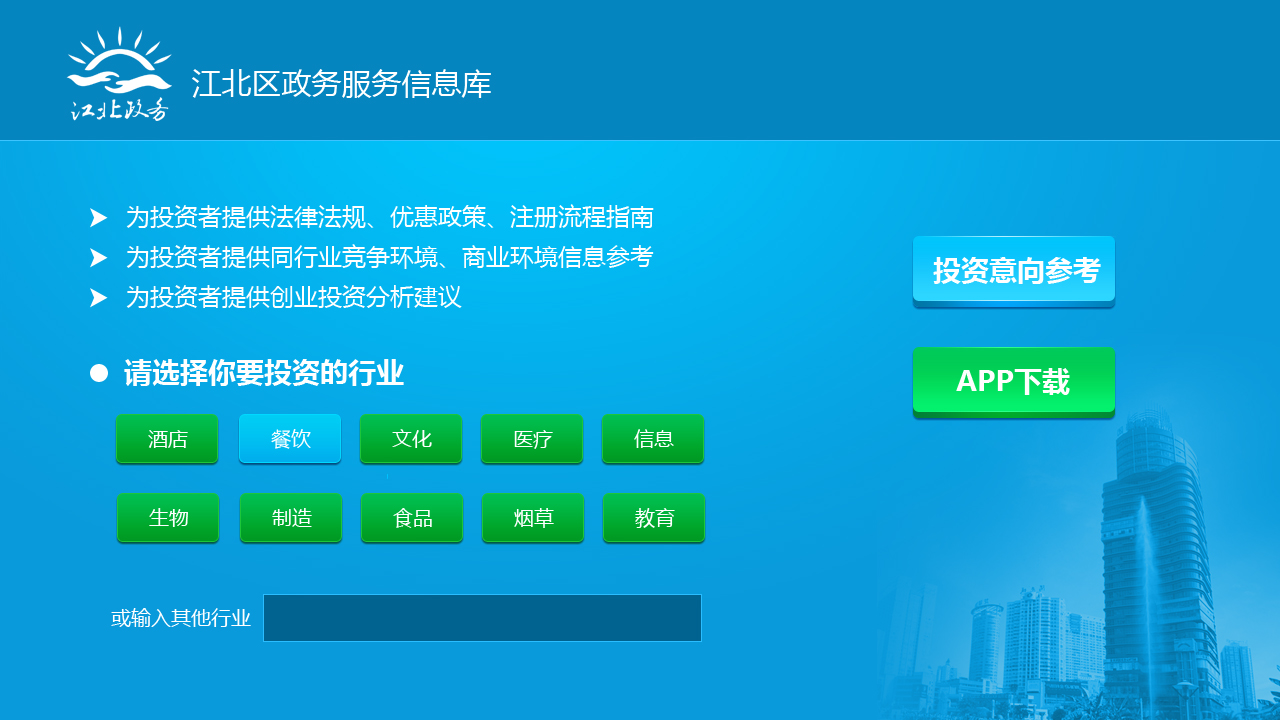 江北政务
江北区政务服务信息库
为投资者提供法律法规、优惠政策、注册流程指南
为投资者提供同行业竞争环境、商业环境信息参考
为投资者提供创业投资分析建议
投资意向参考
APP下载
请选择你要投资的行业
酒店 餐饮 文化 医疗 信息
生物 制造 食品 烟草 教育
或输入其他行业